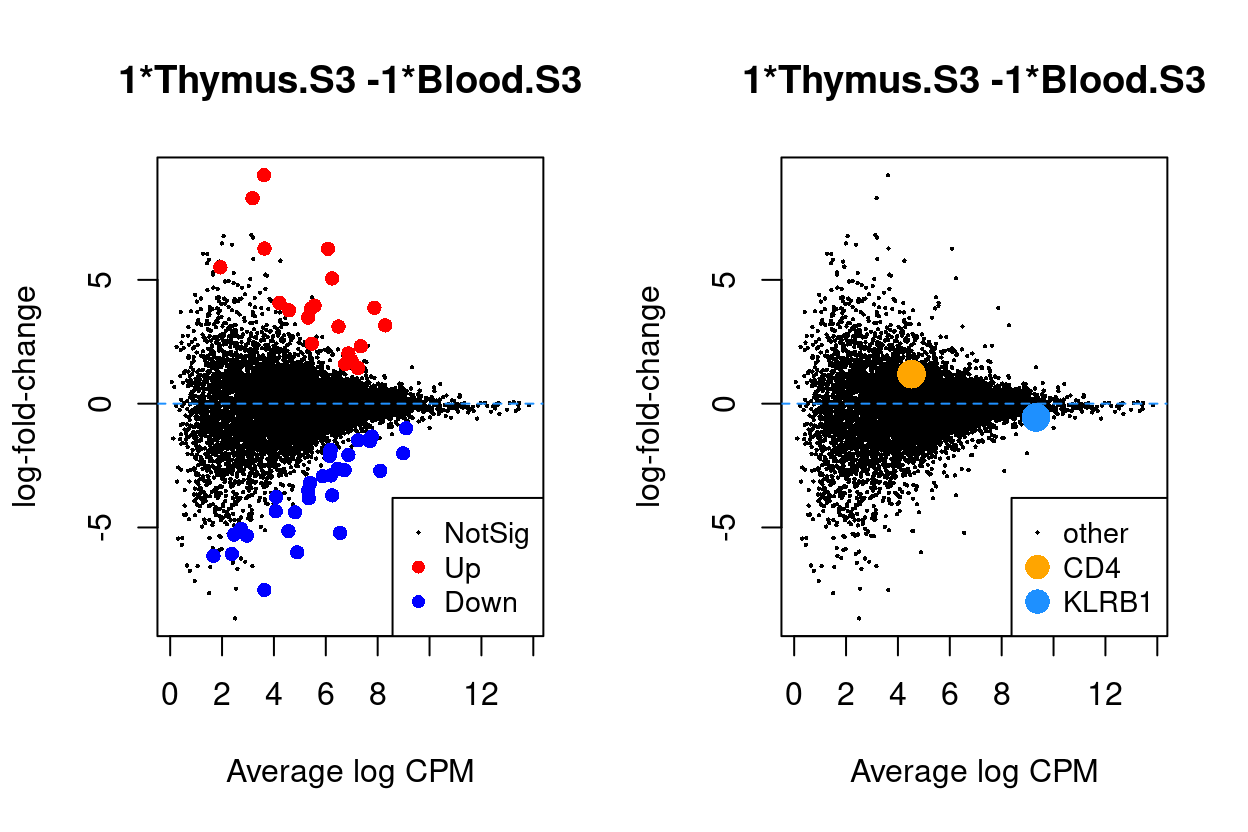 1*Thymus.S3 -1*Blood.S3
log-fold-change
5
0
-5
NotSig
Up
Down
0 2 4 6 8 12
Average log CPM
1*Thymus.S3 -1*Blood.S3
log-fold-change
5
0
-5
other
CD4
KLRB1
0 2 4 6 8 12
Average log CPM